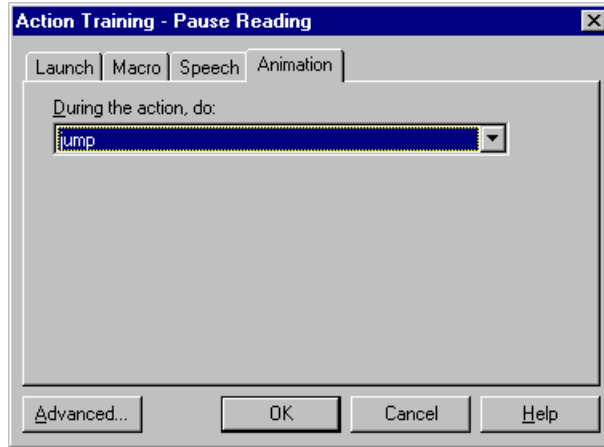 Action Training - Pause Reading
Launch Macro Speech Animation
During the action, do:
jump
Advanced... OK Cancel Help